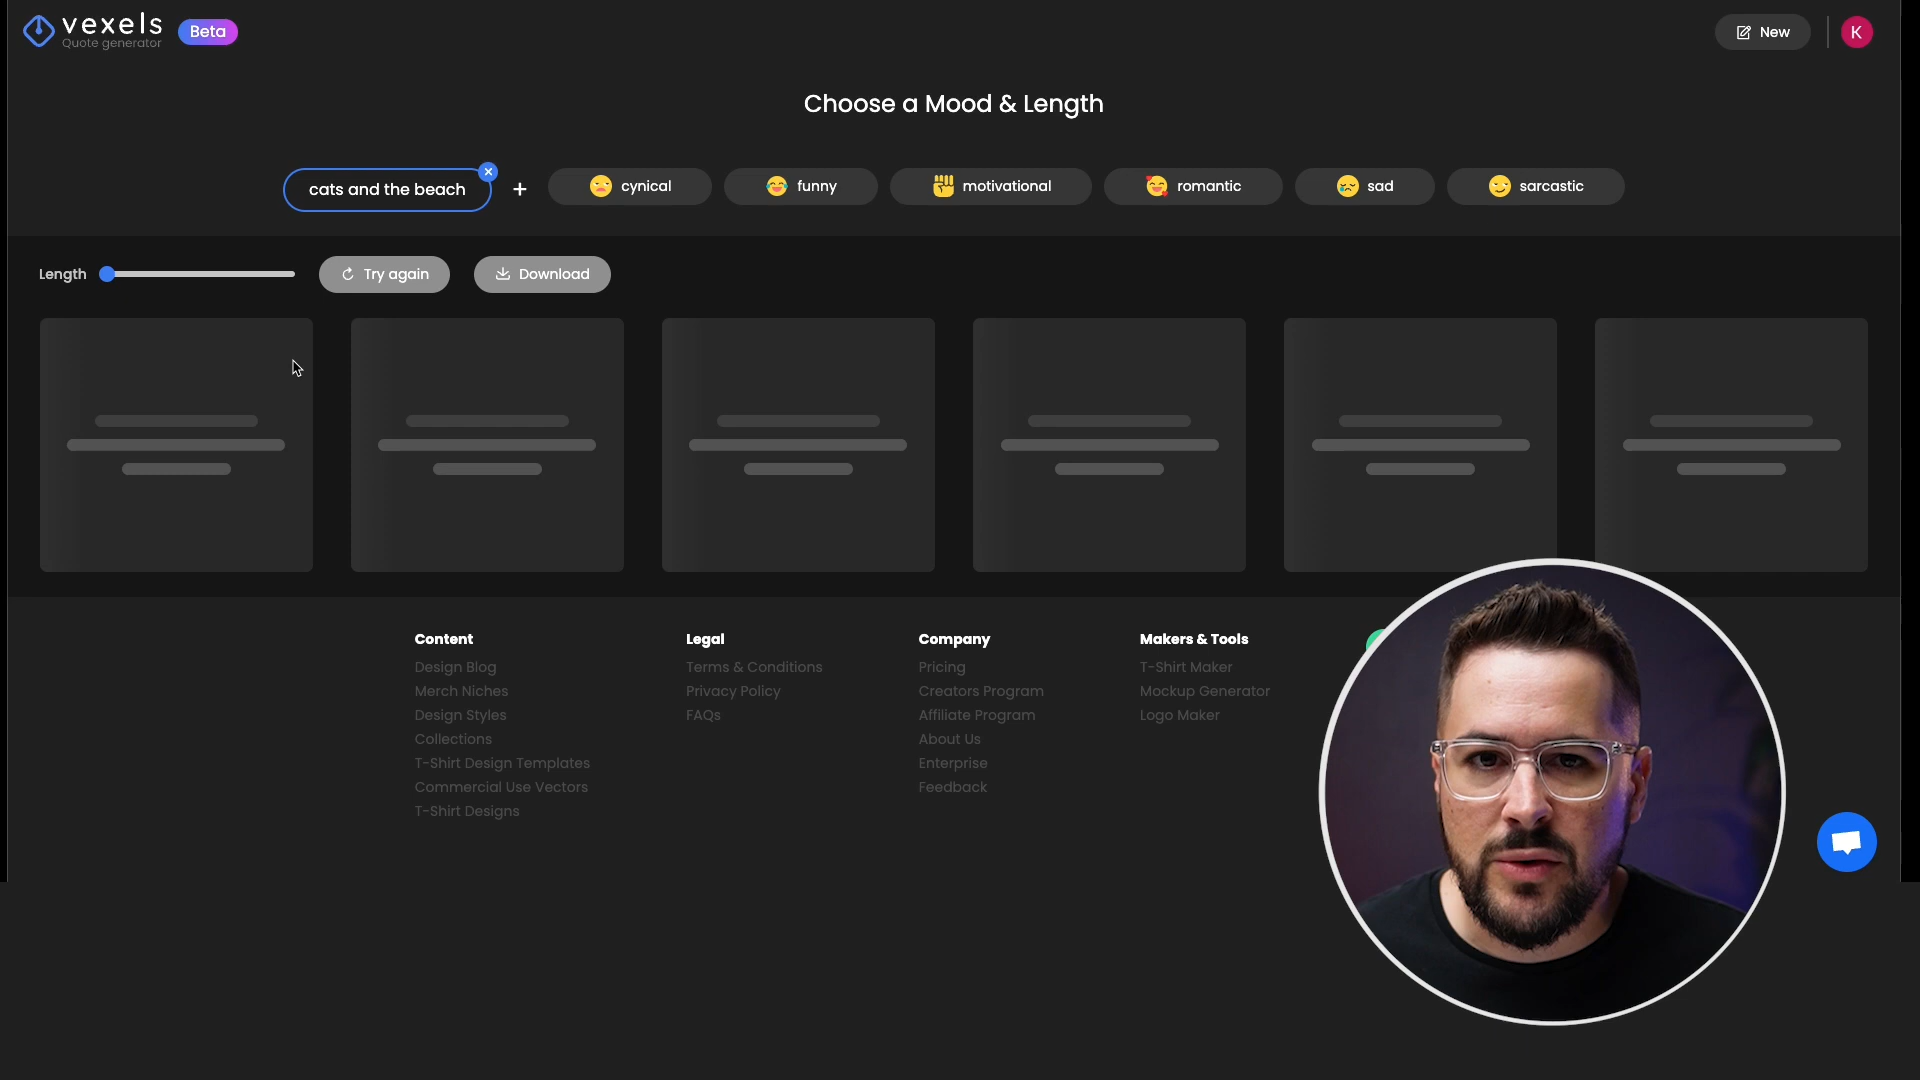 vexels
Quote generator
Beta
New
K
Choose a Mood & Length
cats and the beach
+
cynical
funny
motivational
romantic
sad
sarcastic
Length
Try again
Download
Content
Design Blog
Merch Niches
Design Styles
Collections
T-Shirt Design Templates
Commercial Use Vectors
T-Shirt Designs
Legal
Terms & Conditions
Privacy Policy
FAQs
Company
Pricing
Creators Program
Affiliate Program
About Us
Enterprise
Feedback
Makers & Tools
T-Shirt Maker
Mockup Generator
Logo Maker